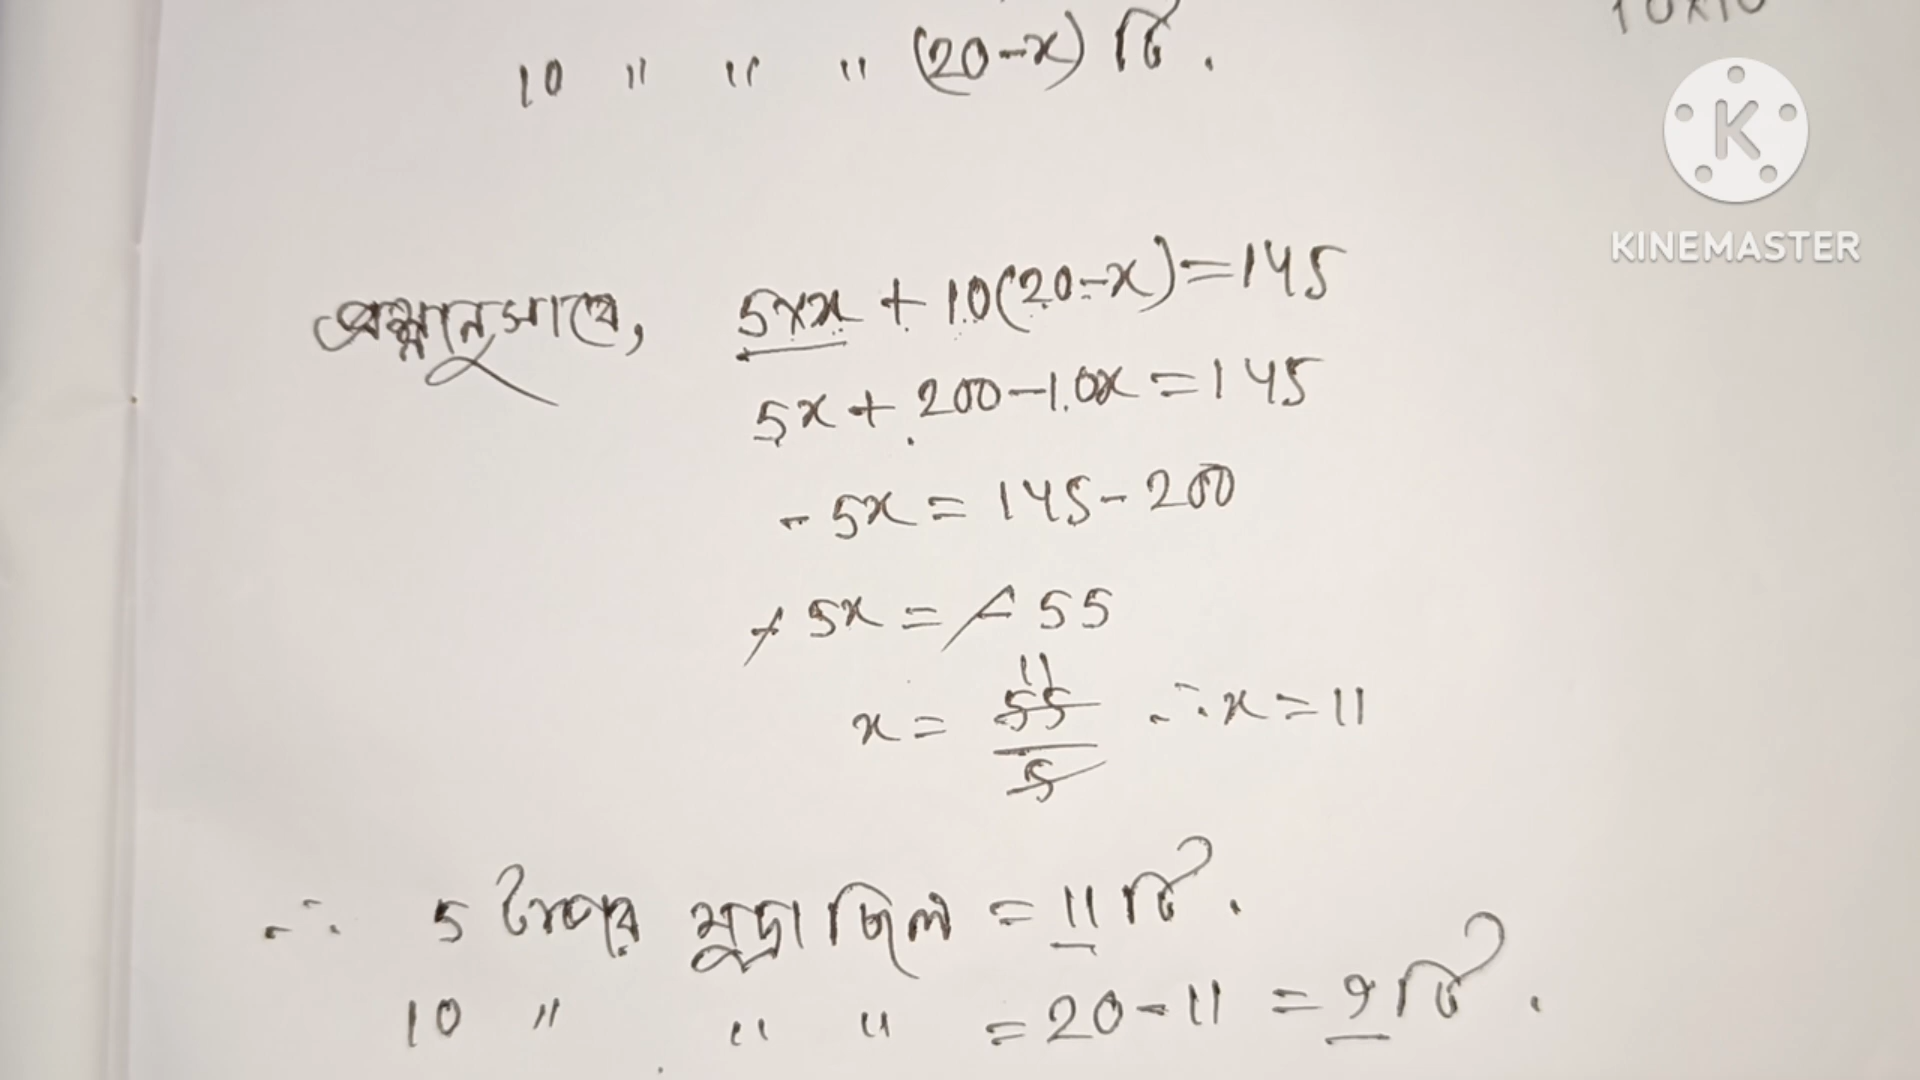 10 " " " (20-x) টি.
KINEMASTER
প্রশ্নানুসারে, 5×x + 10(20-x)=145
5x + 200-10x=145
-5x = 145-200
-5x = -55
x = 55/5 11 ∴ x = 11
∴ 5 টাকার মুদ্রা ছিল = 11 টি.
10 " " " = 20-11 = 9 টি.